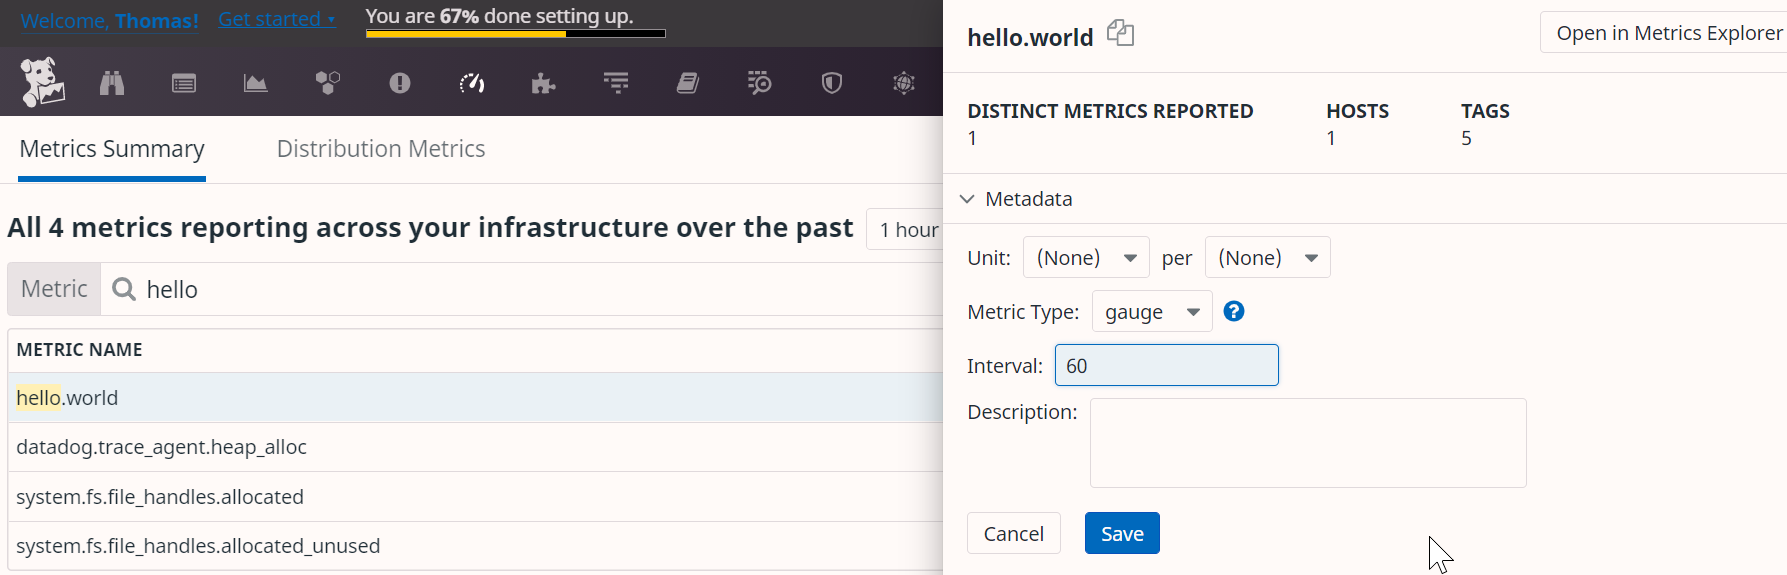 Welcome, Thomas! Get started You are 67% done setting up.
Metrics Summary Distribution Metrics
All 4 metrics reporting across your infrastructure over the past 1 hour
Metric hello
METRIC NAME
hello.world
datadog.trace_agent.heap_alloc
system.fs.file_handles.allocated
system.fs.file_handles.allocated_unused
hello.world Open in Metrics Explorer
DISTINCT METRICS REPORTED HOSTS TAGS
1 1 5
Metadata
Unit: (None) per (None)
Metric Type: gauge ?
Interval: 60
Description:
Cancel Save